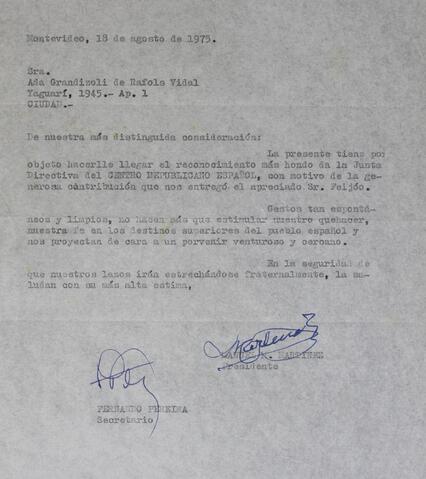 Montevideo, 18 de agosto de 1975.
Sra.
Ada Grandizoli de Rafols Vidal
Yaguarí, 1945.- Ap. 1
CIUDAD.-
De nuestra más distinguida consideración:
La presente tiene por
objeto hacerlle llegar el reconocimiento más hondo da la Junta
Directiva del CENTRO REPUBLICANO ESPAÑOL, con motivo de la ge-
nerosa contribución que nos entregó el apreciado Sr. Feijóo.
Gestos tan espontá-
neos y limpios, no hacen más que estimular nuestro quehacer,
nuestra fe en los destinos superiores del pueblo español y
nos proyectan de cara a un porvenir venturoso y cercano.
En la seguridad de
que nuestros lazos irán estrechándose fraternalmente, la sa-
ludan con su más alta estima,
MARTINEZ
Presidente
FERNANDO PEREIRA
Secretario